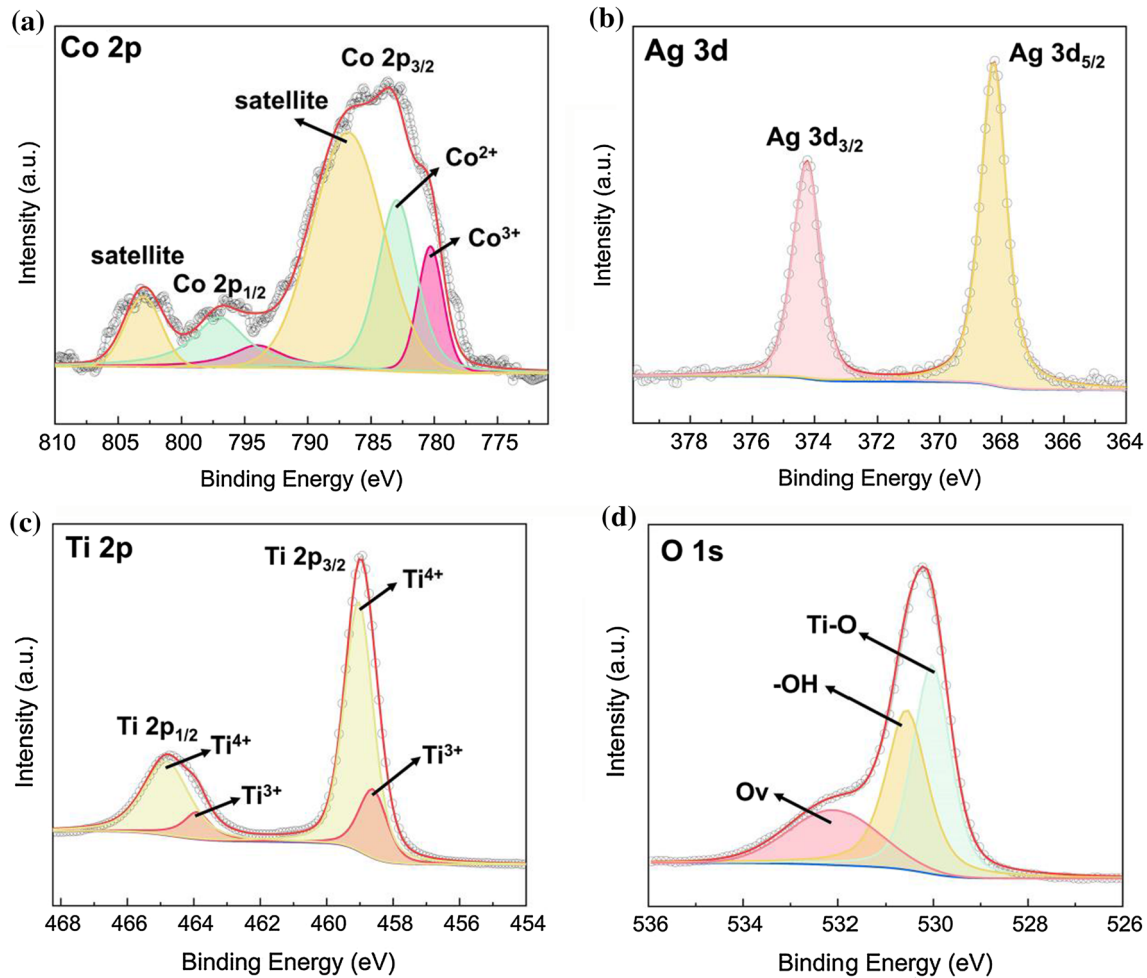 (a)
Co 2p
Co 2p3/2
satellite
Co2+
Co3+
satellite
Co 2p1/2
Intensity (a.u.)
810 805 800 795 790 785 780 775
Binding Energy (eV)
(b)
Ag 3d
Ag 3d5/2
Ag 3d3/2
Intensity (a.u.)
378 376 374 372 370 368 366 364
Binding Energy (eV)
(c)
Ti 2p
Ti 2p3/2
Ti4+
Ti 2p1/2
Ti4+
Ti3+
Ti3+
Intensity (a.u.)
468 466 464 462 460 458 456 454
Binding Energy (eV)
(d)
O 1s
Ti-O
-OH
Ov
Intensity (a.u.)
536 534 532 530 528 526
Binding Energy (eV)